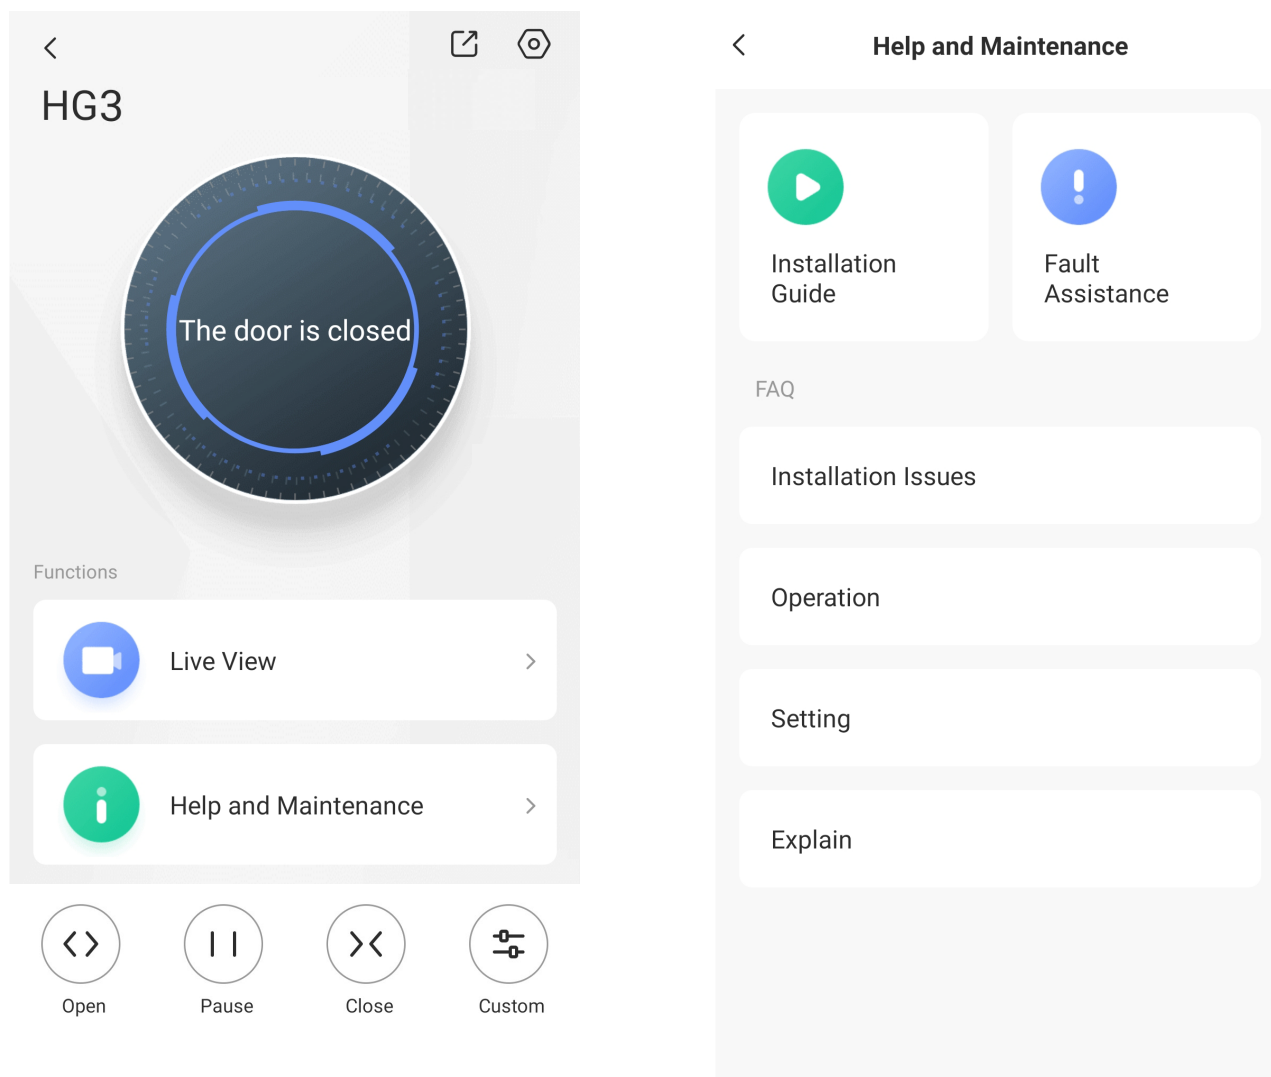 HG3
The door is closed
Functions
Live View
Help and Maintenance
Open
Pause
Close
Custom
Help and Maintenance
Installation
Guide
Fault
Assistance
FAQ
Installation Issues
Operation
Setting
Explain